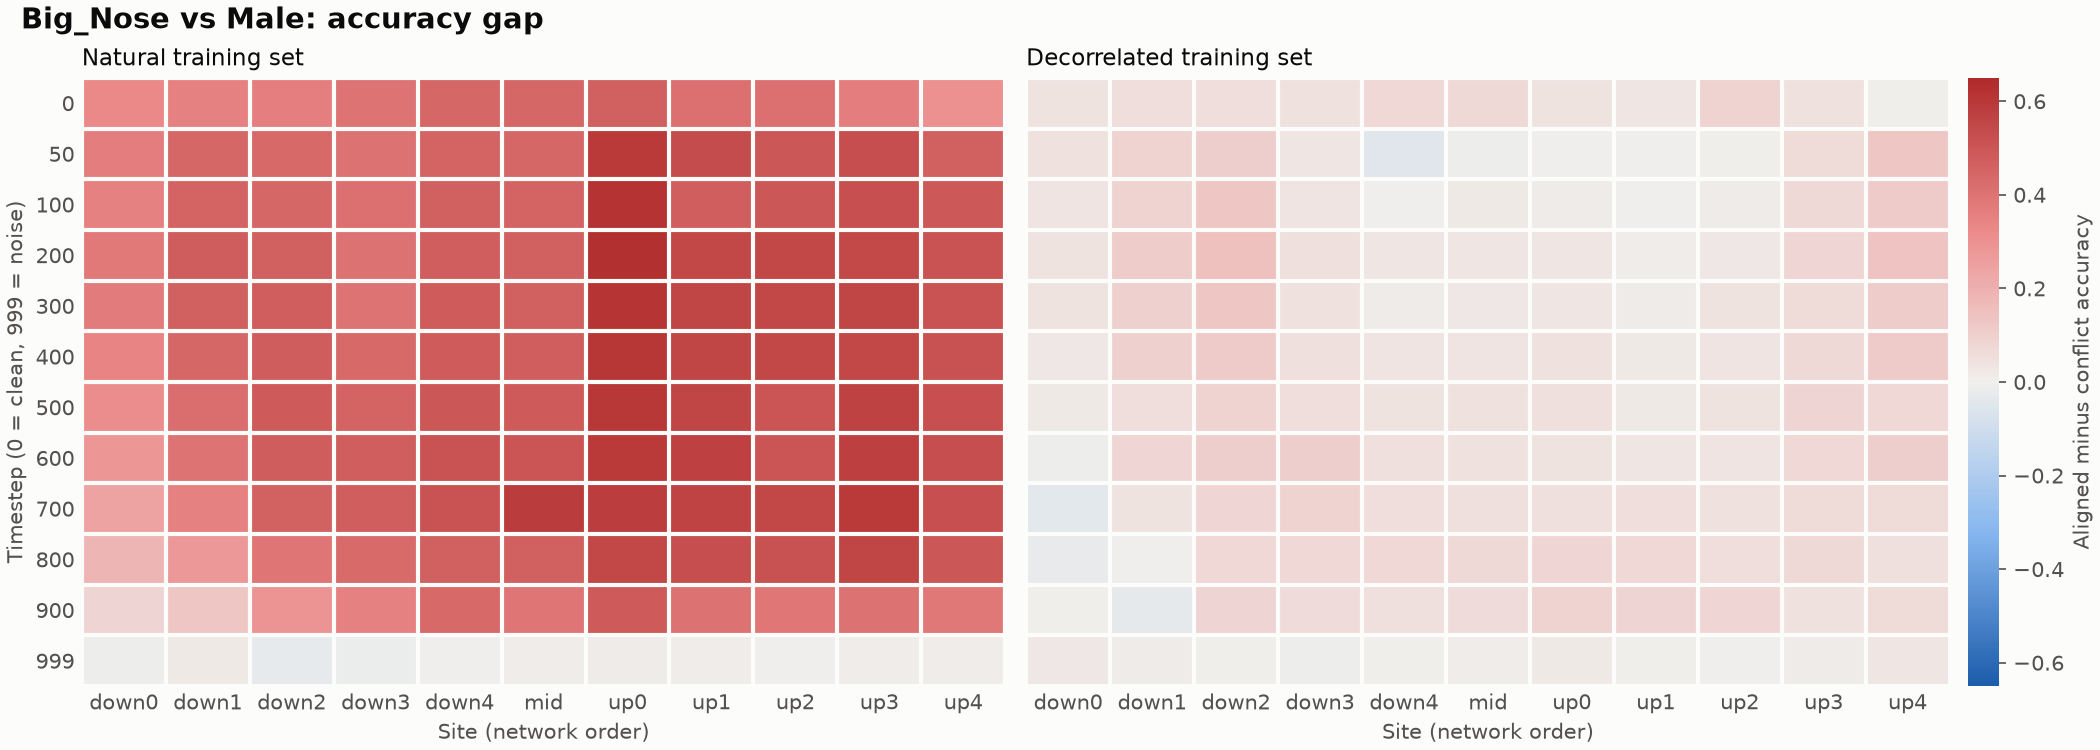 Big_Nose vs Male: accuracy gap
Natural training set
Decorrelated training set
Timestep (0 = clean, 999 = noise)
0
50
100
200
300
400
500
600
700
800
900
999
down0 down1 down2 down3 down4 mid up0 up1 up2 up3 up4
Site (network order)
down0 down1 down2 down3 down4 mid up0 up1 up2 up3 up4
Site (network order)
0.6
0.4
0.2
0.0
−0.2
−0.4
−0.6
Aligned minus conflict accuracy